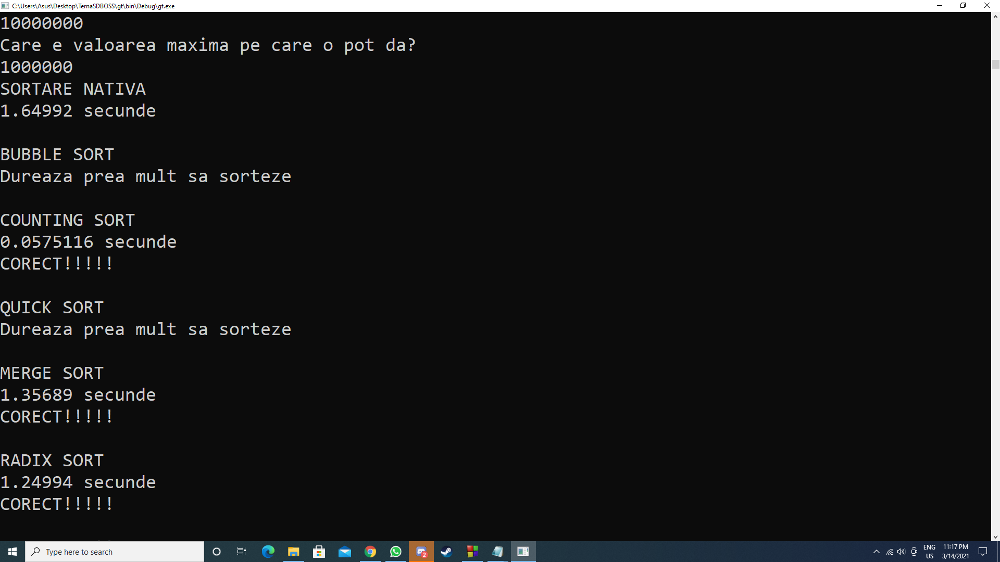 C:\Users\Asus\Desktop\TemaSDBOSS\gt\bin\Debug\gt.exe
10000000
Care e valoarea maxima pe care o pot da?
1000000
SORTARE NATIVA
1.64992 secunde
BUBBLE SORT
Dureaza prea mult sa sorteze
COUNTING SORT
0.0575116 secunde
CORECT!!!!!
QUICK SORT
Dureaza prea mult sa sorteze
MERGE SORT
1.35689 secunde
CORECT!!!!!
RADIX SORT
1.24994 secunde
CORECT!!!!!
Type here to search
2
ENG
US
11:17 PM
3/14/2021